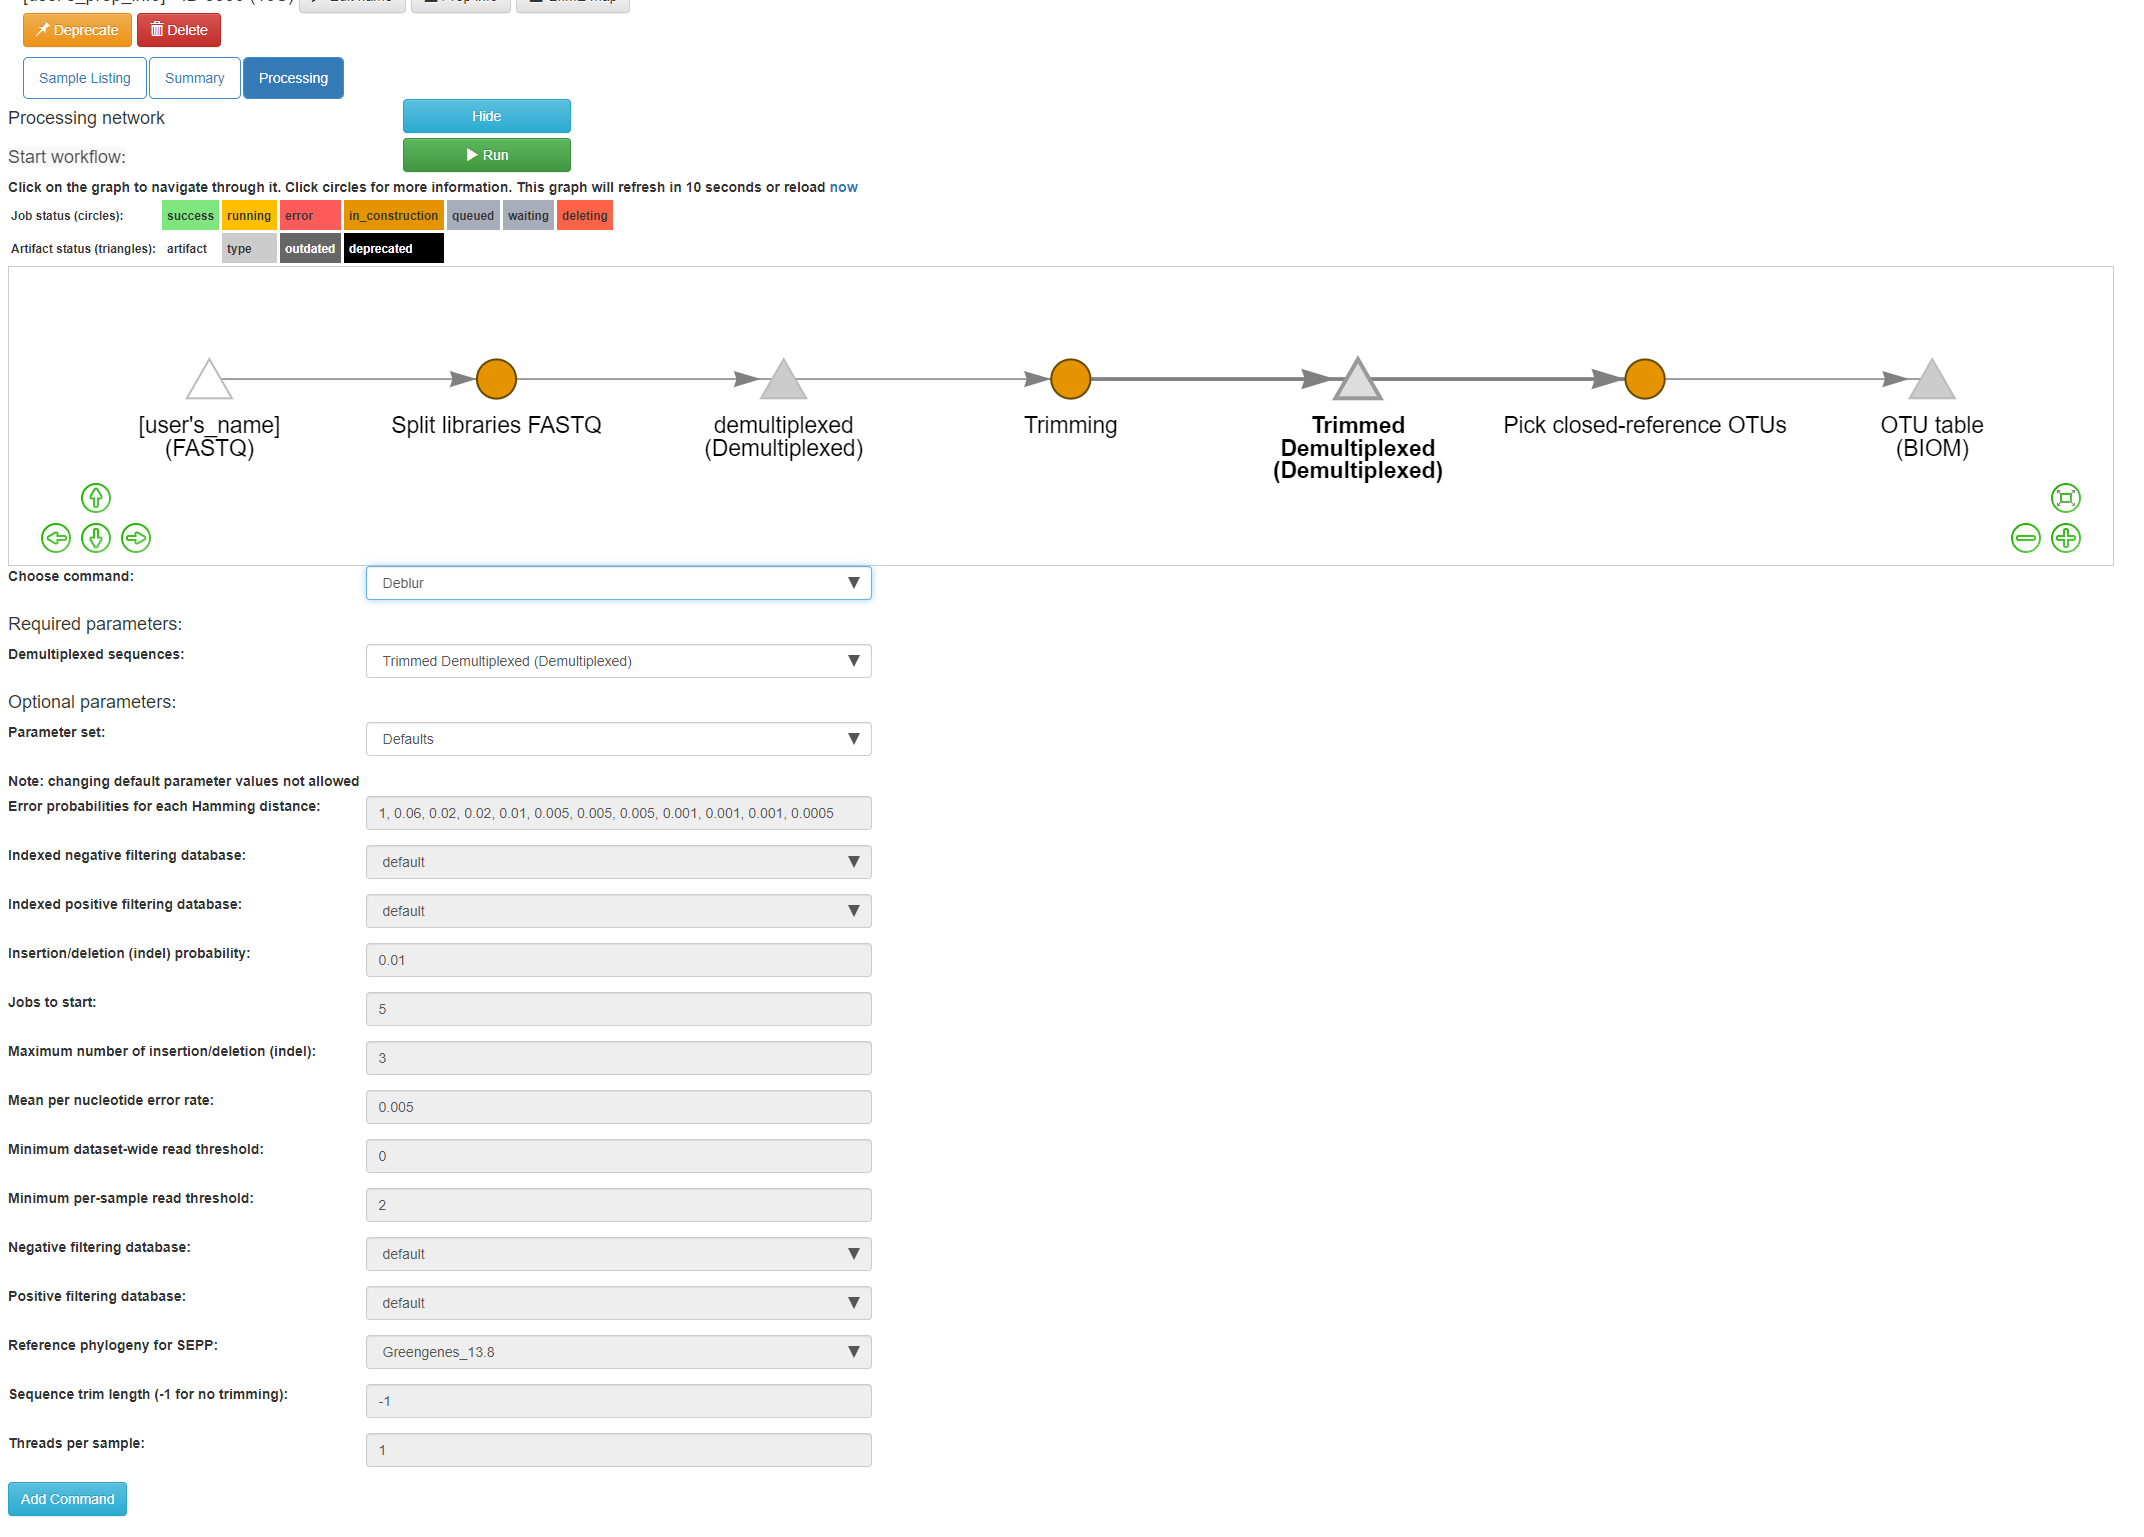 Deprecate Delete
Sample Listing Summary Processing
Processing network Hide
Start workflow: Run
Click on the graph to navigate through it. Click circles for more information. This graph will refresh in 10 seconds or reload now
Job status (circles): success running error in_construction queued waiting deleting
Artifact status (triangles): artifact type outdated deprecated
[user's_name]
(FASTQ)
Split libraries FASTQ
demultiplexed
(Demultiplexed)
Trimming
Trimmed
Demultiplexed
(Demultiplexed)
Pick closed-reference OTUs
OTU table
(BIOM)
Choose command: Deblur
Required parameters:
Demultiplexed sequences: Trimmed Demultiplexed (Demultiplexed)
Optional parameters:
Parameter set: Defaults
Note: changing default parameter values not allowed
Error probabilities for each Hamming distance: 1, 0.06, 0.02, 0.02, 0.01, 0.005, 0.005, 0.005, 0.001, 0.001, 0.001, 0.0005
Indexed negative filtering database: default
Indexed positive filtering database: default
Insertion/deletion (indel) probability: 0.01
Jobs to start: 5
Maximum number of insertion/deletion (indel): 3
Mean per nucleotide error rate: 0.005
Minimum dataset-wide read threshold: 0
Minimum per-sample read threshold: 2
Negative filtering database: default
Positive filtering database: default
Reference phylogeny for SEPP: Greengenes_13.8
Sequence trim length (-1 for no trimming): -1
Threads per sample: 1
Add Command